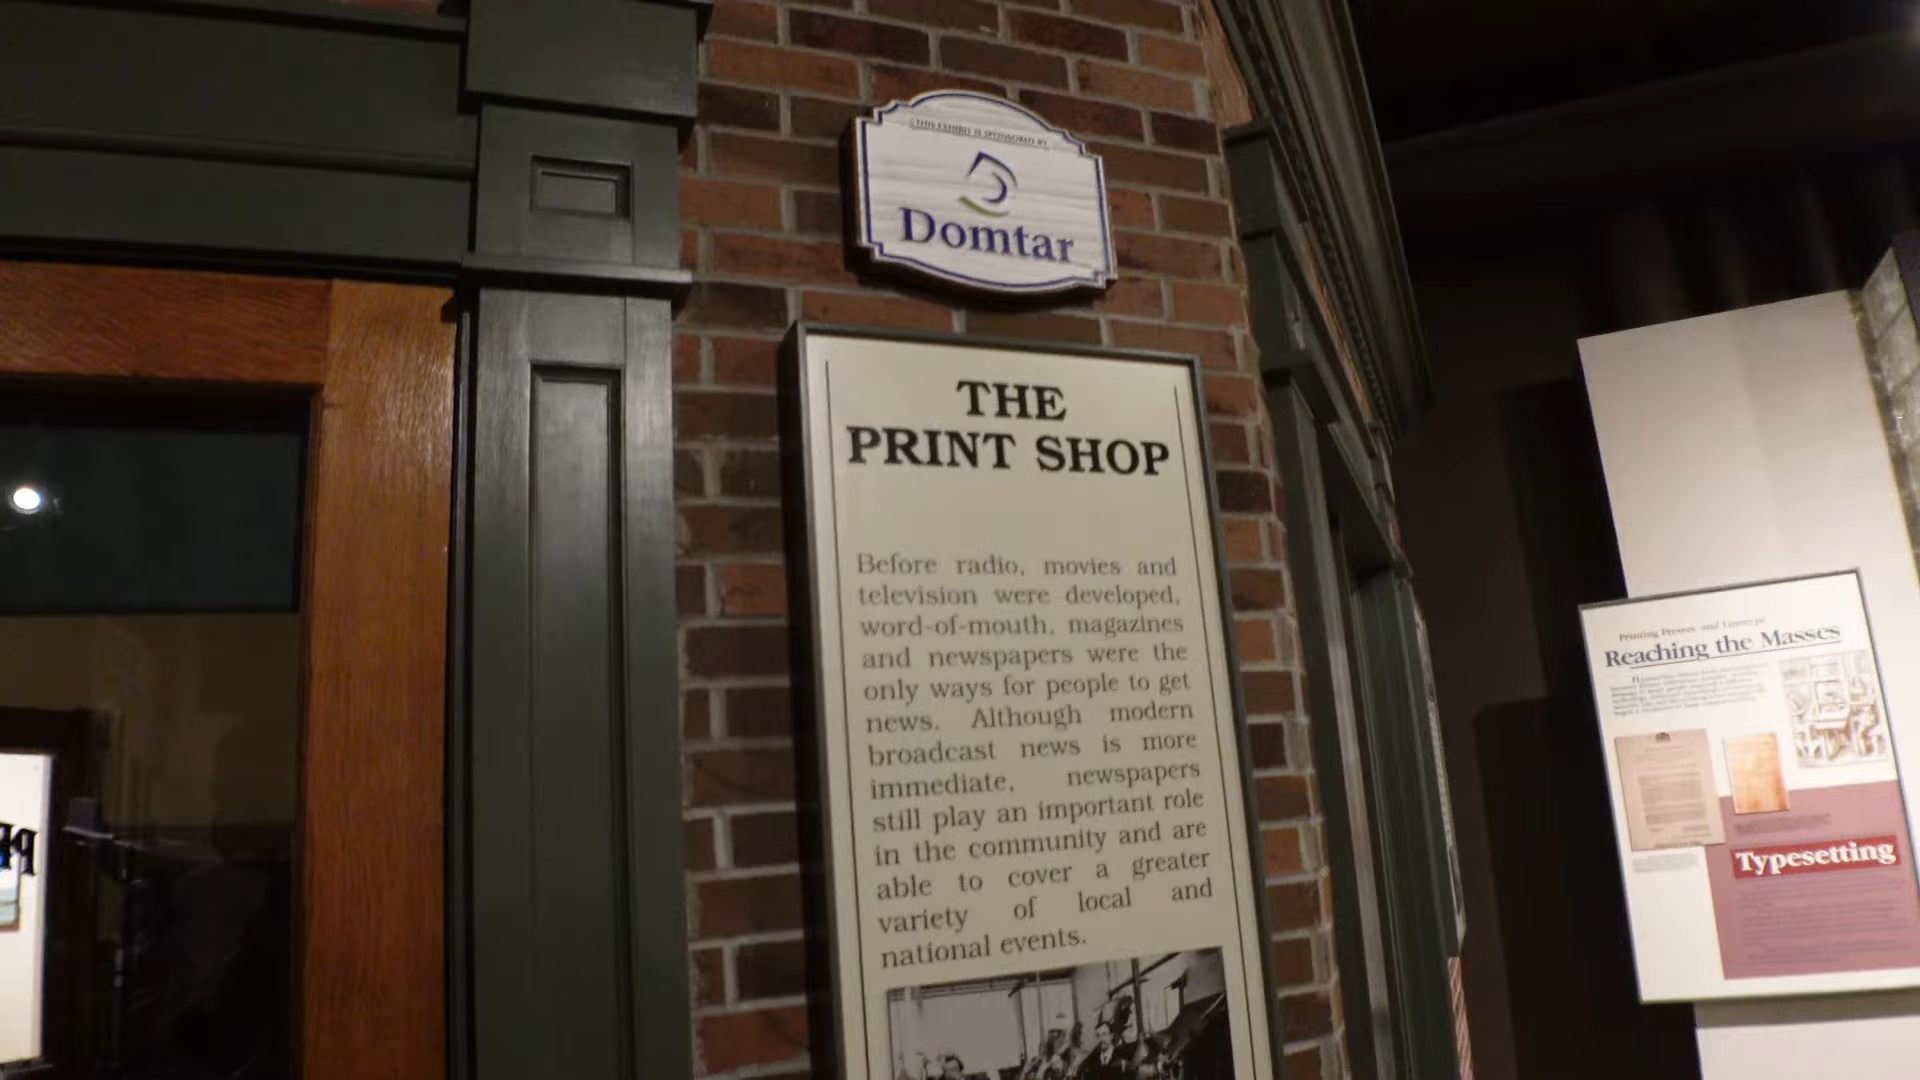 THIS EXHIBIT IS SPONSORED BY
Domtar
THE
PRINT SHOP
Before radio, movies and
television were developed,
word-of-mouth, magazines
and newspapers were the
only ways for people to get
news. Although modern
broadcast news is more
immediate, newspapers
still play an important role
in the community and are
able to cover a greater
variety of local and
national events.
Printing Presses and Linotype
Reaching the Masses
Typesetting